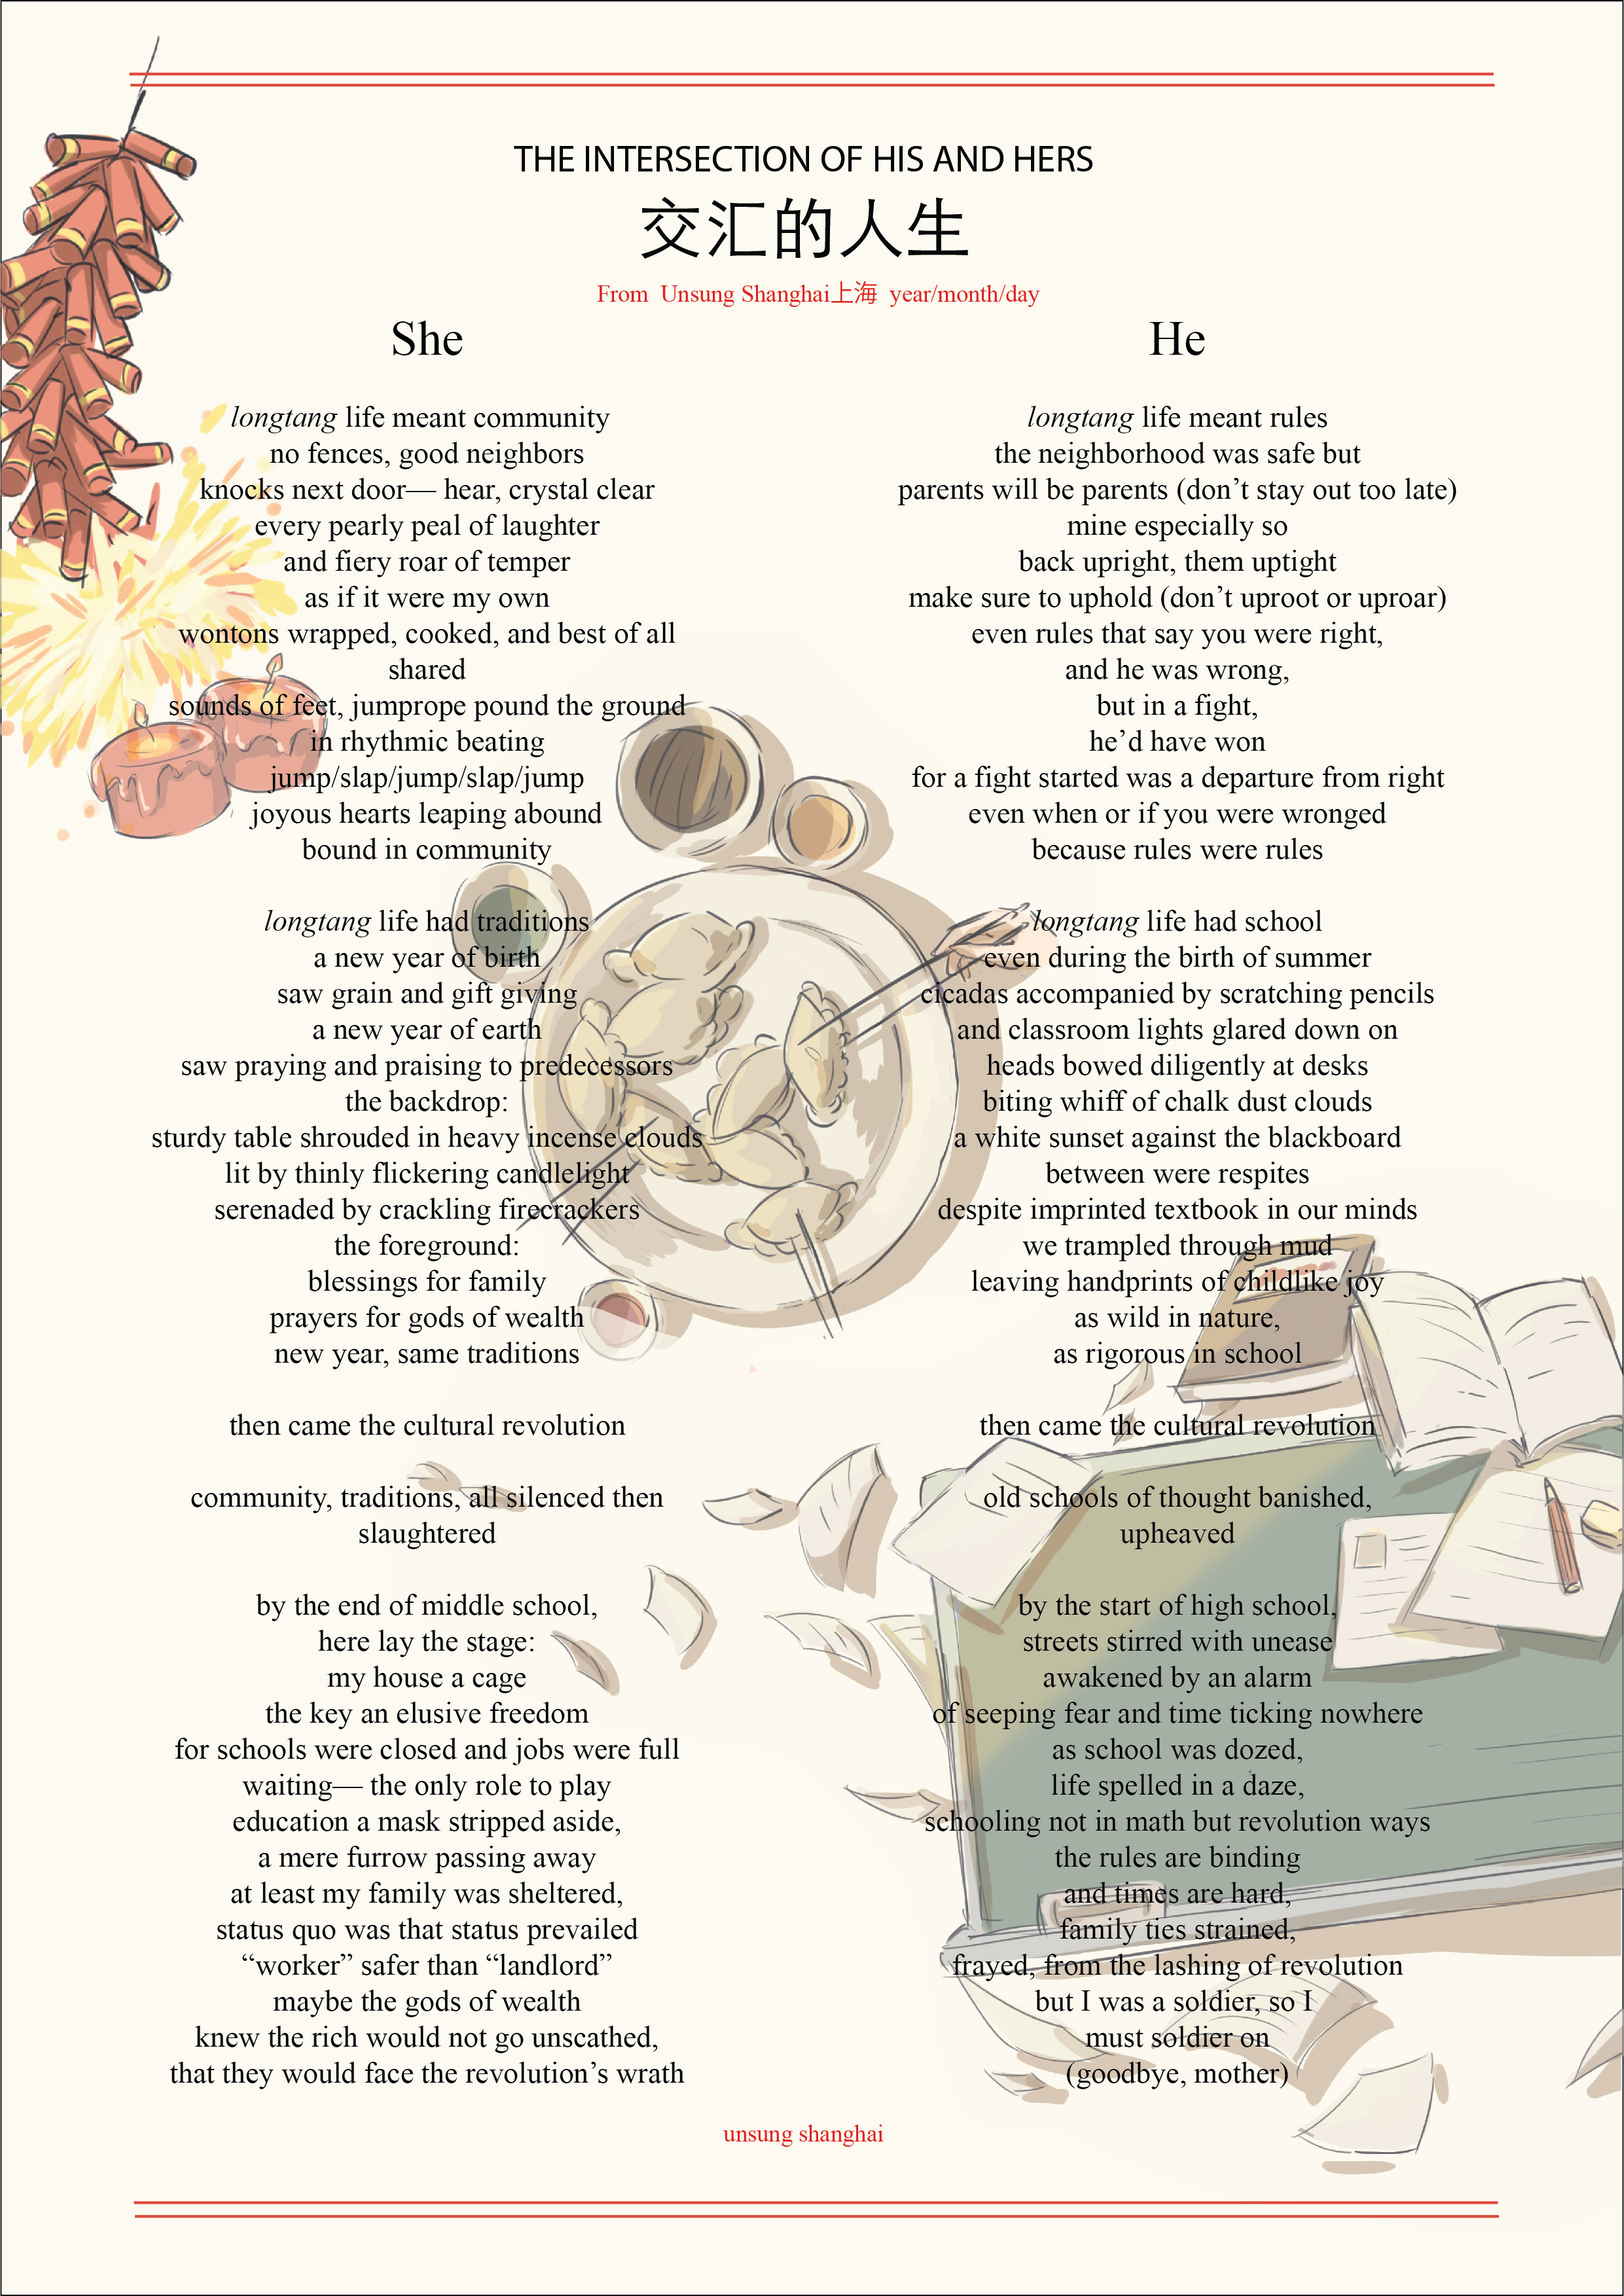 THE INTERSECTION OF HIS AND HERS
交汇的人生
From Unsung Shanghai上海 year/month/day
She
longtang life meant community
no fences, good neighbors
knocks next door— hear, crystal clear
every pearly peal of laughter
and fiery roar of temper
as if it were my own
wontons wrapped, cooked, and best of all
shared
sounds of feet, jumprope pound the ground
in rhythmic beating
jump/slap/jump/slap/jump
joyous hearts leaping abound
bound in community
longtang life had traditions
a new year of birth
saw grain and gift giving
a new year of earth
saw praying and praising to predecessors
the backdrop:
sturdy table shrouded in heavy incense clouds
lit by thinly flickering candlelight
serenaded by crackling firecrackers
the foreground:
blessings for family
prayers for gods of wealth
new year, same traditions
then came the cultural revolution
community, traditions, all silenced then
slaughtered
by the end of middle school,
here lay the stage:
my house a cage
the key an elusive freedom
for schools were closed and jobs were full
waiting— the only role to play
education a mask stripped aside,
a mere furrow passing away
at least my family was sheltered,
status quo was that status prevailed
“worker” safer than “landlord”
maybe the gods of wealth
knew the rich would not go unscathed,
that they would face the revolution’s wrath
He
longtang life meant rules
the neighborhood was safe but
parents will be parents (don’t stay out too late)
mine especially so
back upright, them uptight
make sure to uphold (don’t uproot or uproar)
even rules that say you were right,
and he was wrong,
but in a fight,
he’d have won
for a fight started was a departure from right
even when or if you were wronged
because rules were rules
longtang life had school
even during the birth of summer
cicadas accompanied by scratching pencils
and classroom lights glared down on
heads bowed diligently at desks
biting whiff of chalk dust clouds
a white sunset against the blackboard
between were respites
despite imprinted textbook in our minds
we trampled through mud
leaving handprints of childlike joy
as wild in nature,
as rigorous in school
then came the cultural revolution
old schools of thought banished,
upheaved
by the start of high school,
streets stirred with unease
awakened by an alarm
of seeping fear and time ticking nowhere
as school was dozed,
life spelled in a daze,
schooling not in math but revolution ways
the rules are binding
and times are hard,
family ties strained,
frayed, from the lashing of revolution
but I was a soldier, so I
must soldier on
(goodbye, mother)
unsung shanghai